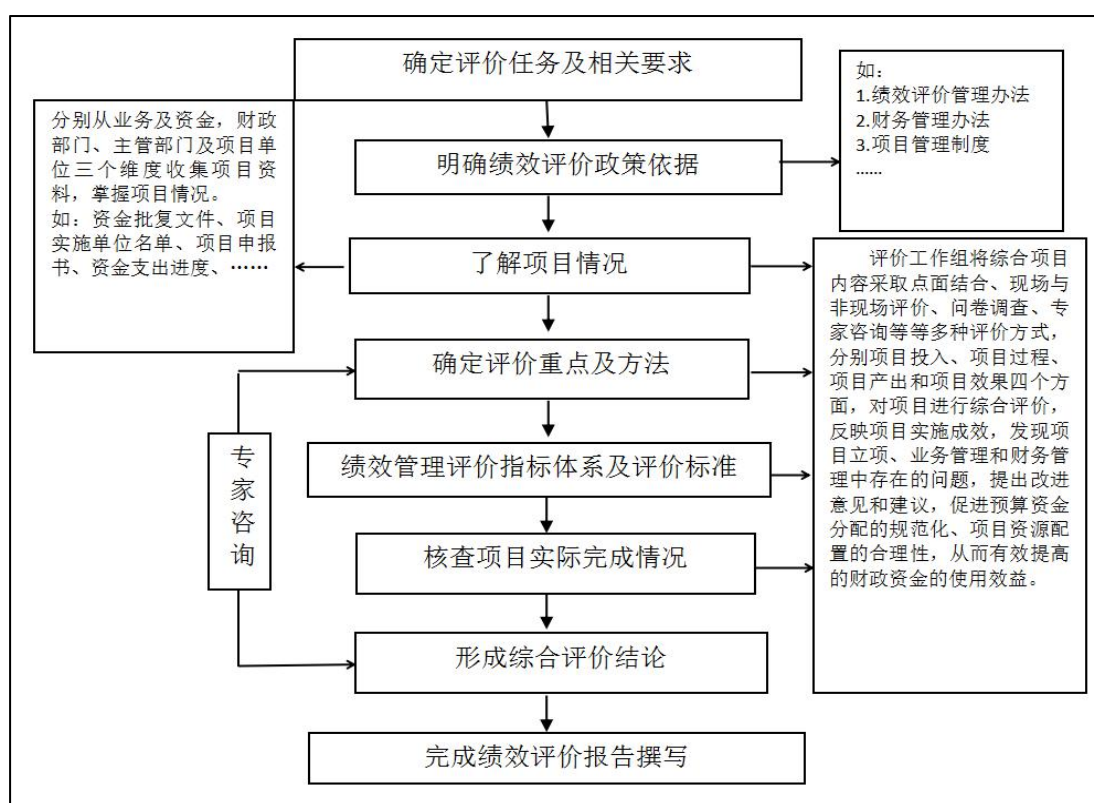 确定评价任务及相关要求
如:
1.绩效评价管理办法
2.财务管理办法
3.项目管理制度
......
分别从业务及资金，财政
部门、主管部门及项目单
位三个维度收集项目资
料，掌握项目情况。
如：资金批复文件、项目
实施单位名单、项目申报
书、资金支出进度、……
明确绩效评价政策依据
了解项目情况
评价工作组将综合项目
内容采取点面结合、现场与
非现场评价、问卷调查、专
家咨询等等多种评价方式，
分别项目投入、项目过程、
项目产出和项目效果四个方
面，对项目进行综合评价，
反映项目实施成效，发现项
目立项、业务管理和财务管
理中存在的问题，提出改进
意见和建议，促进预算资金
分配的规范化、项目资源配
置的合理性，从而有效提高
的财政资金的使用效益。
确定评价重点及方法
专家咨询
绩效管理评价指标体系及评价标准
核查项目实际完成情况
形成综合评价结论
完成绩效评价报告撰写